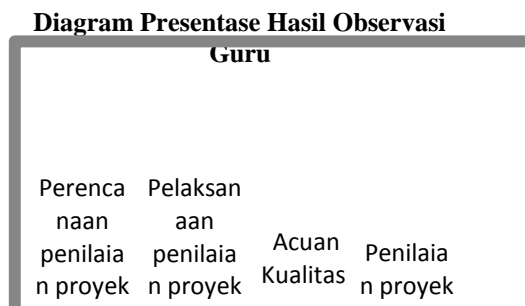 Diagram Presentase Hasil Observasi
Guru
Perenca
naan
penilaia
n proyek
Pelaksan
aan
penilaia
n proyek
Acuan
Kualitas
Penilaia
n proyek